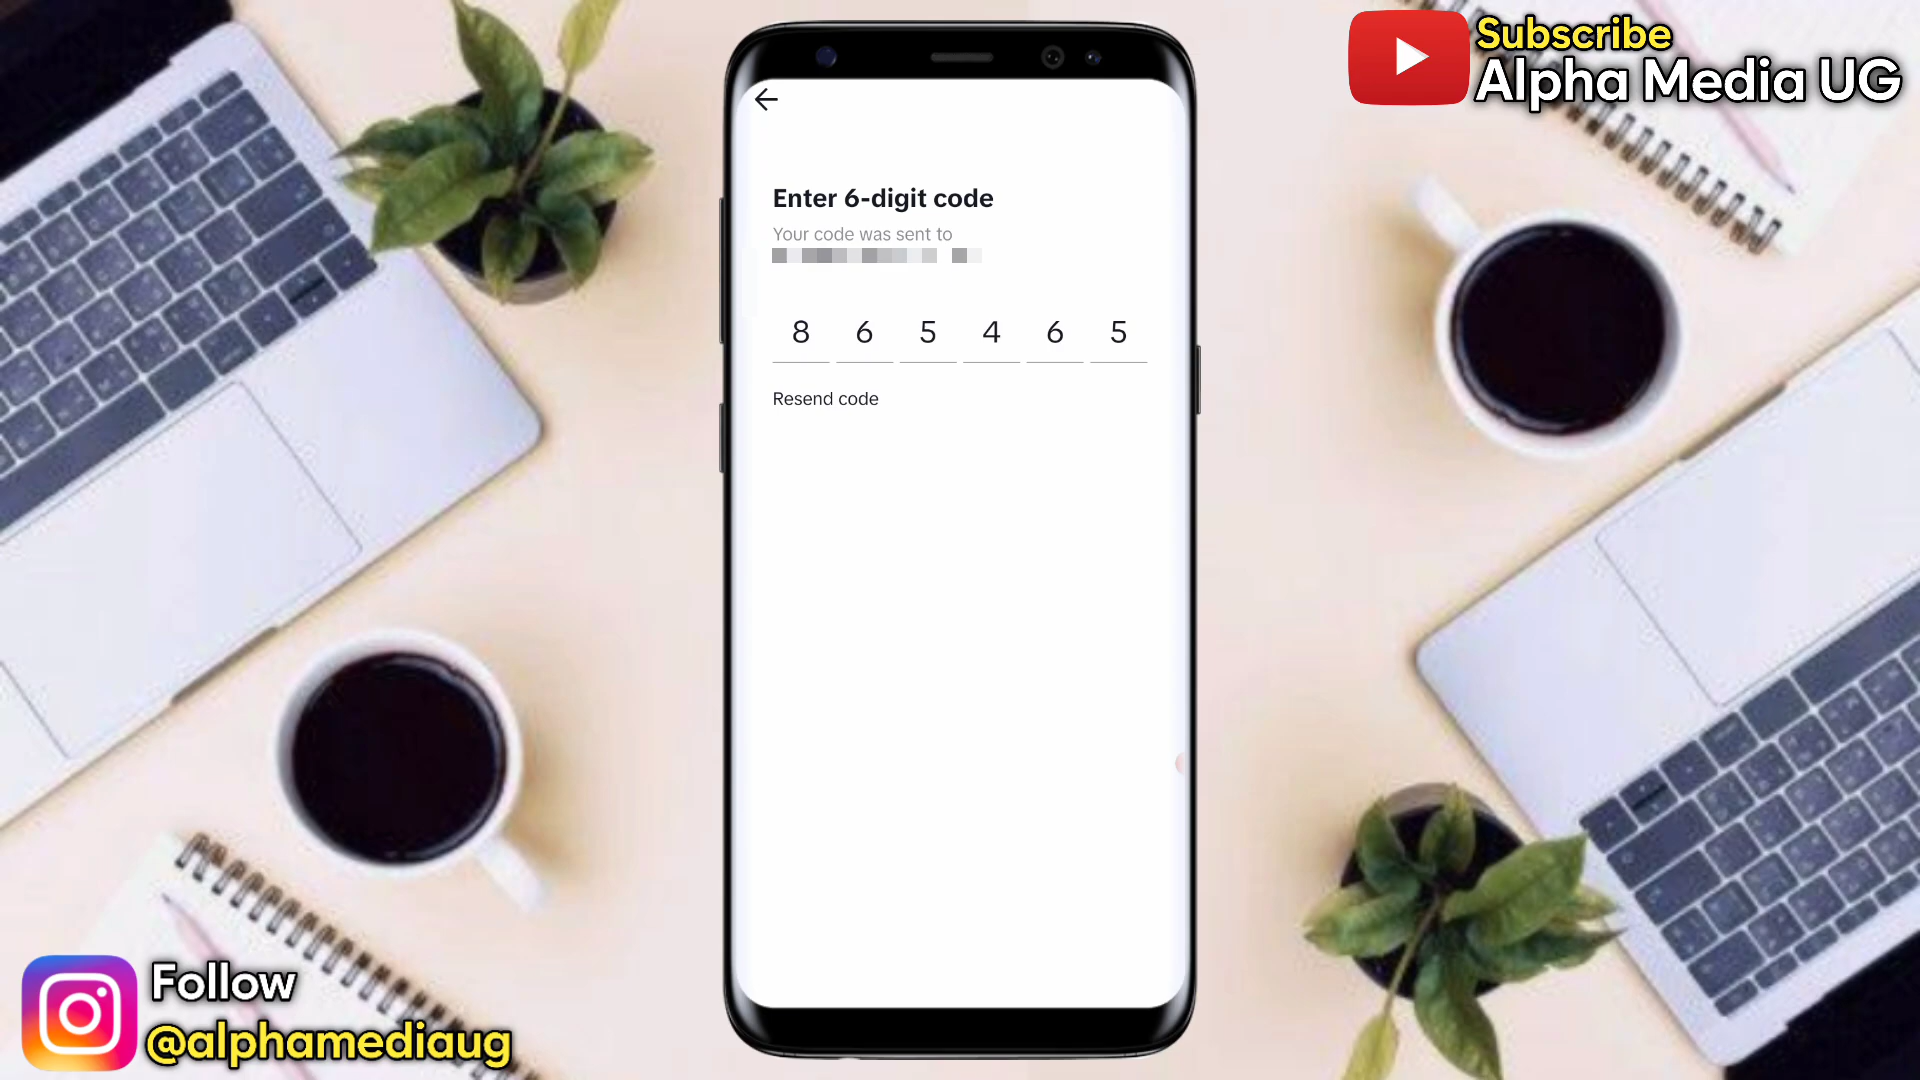 Subscribe
Alpha Media UG
Enter 6-digit code
Your code was sent to
8 6 5 4 6 5
Resend code
Follow
@alphamediaug